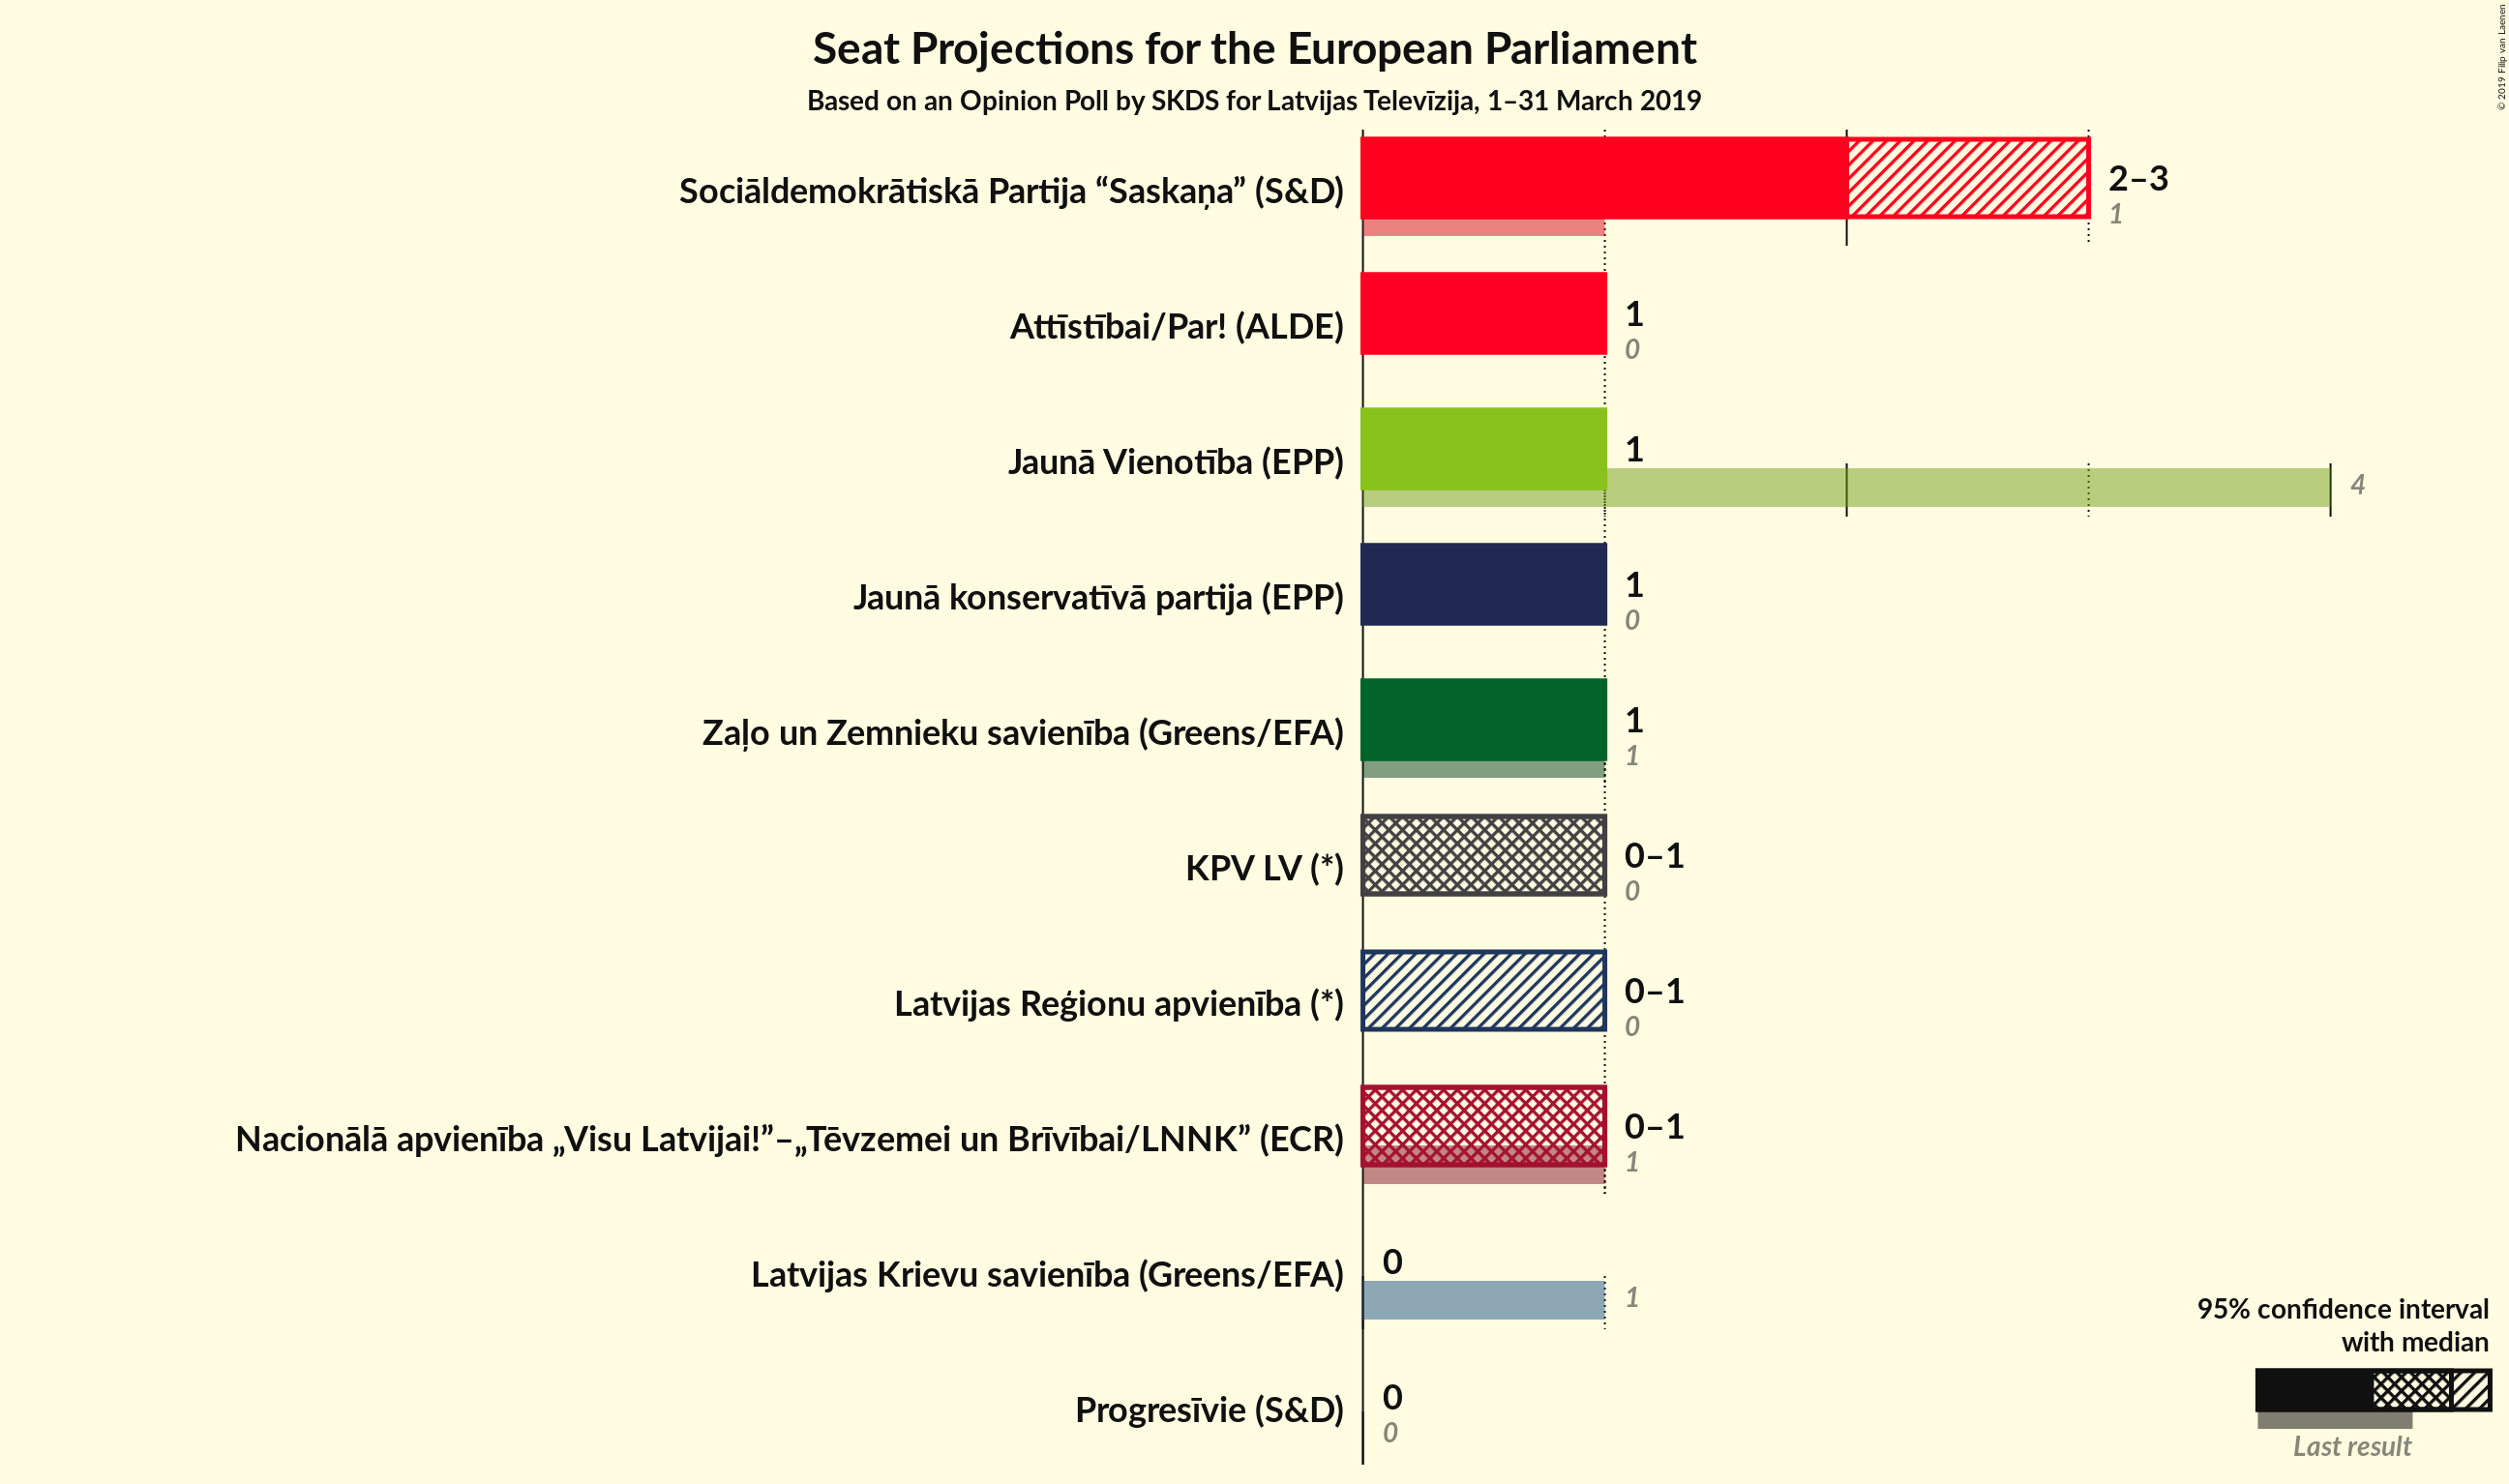 Seat Projections for the European Parliament
Based on an Opinion Poll by SKDS for Latvijas Televīzija, 1–31 March 2019
© 2019 Filip van Laenen
Sociāldemokrātiskā Partija “Saskaņa” (S&D)
2–3
1
Attīstībai/Par! (ALDE)
1
0
Jaunā Vienotība (EPP)
1
4
Jaunā konservatīvā partija (EPP)
1
0
Zaļo un Zemnieku savienība (Greens/EFA)
1
1
KPV LV (*)
0–1
0
Latvijas Reģionu apvienība (*)
0–1
0
Nacionālā apvienība „Visu Latvijai!”–„Tēvzemei un Brīvībai/LNNK” (ECR)
0–1
1
Latvijas Krievu savienība (Greens/EFA)
0
1
Progresīvie (S&D)
0
0
95% confidence interval
with median
Last result